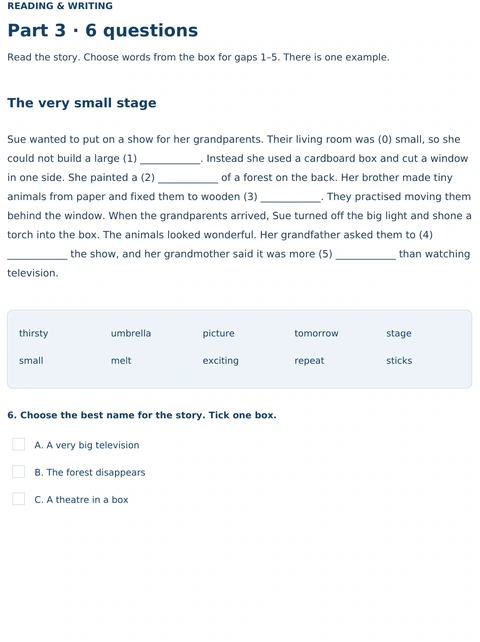 READING & WRITING
Part 3 · 6 questions
Read the story. Choose words from the box for gaps 1–5. There is one example.
The very small stage
Sue wanted to put on a show for her grandparents. Their living room was (0) small, so she
could not build a large (1) ____________. Instead she used a cardboard box and cut a window
in one side. She painted a (2) ____________ of a forest on the back. Her brother made tiny
animals from paper and fixed them to wooden (3) ____________. They practised moving them
behind the window. When the grandparents arrived, Sue turned off the big light and shone a
torch into the box. The animals looked wonderful. Her grandfather asked them to (4)
____________ the show, and her grandmother said it was more (5) ____________ than watching
television.
thirsty umbrella picture tomorrow stage
small melt exciting repeat sticks
6. Choose the best name for the story. Tick one box.
A. A very big television
B. The forest disappears
C. A theatre in a box